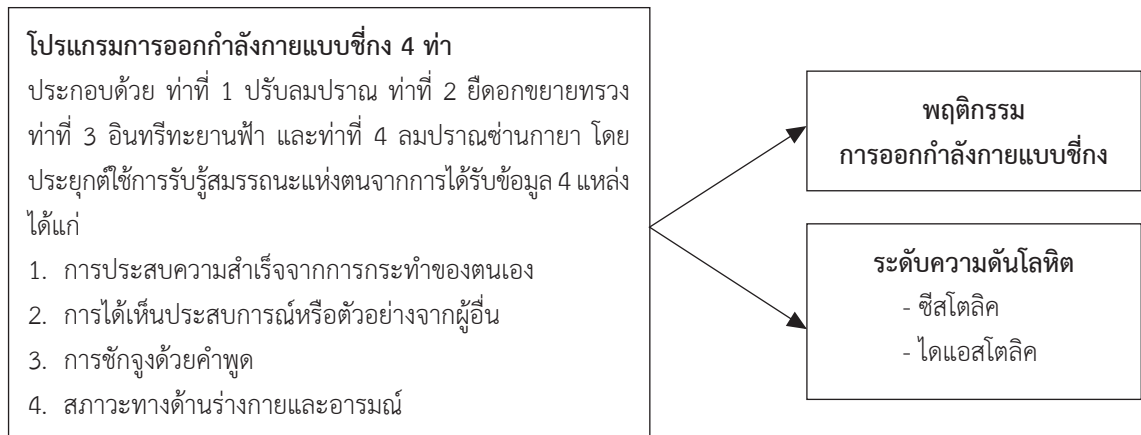 โปรแกรมการออกกำลังกายแบบชี่กง 4 ท่า
ประกอบด้วย ท่าที่ 1 ปรับลมปราณ ท่าที่ 2 ยืดอกขยายทรวง
ท่าที่ 3 อินทรีทะยานฟ้า และท่าที่ 4 ลมปราณซ่านกายา โดย
ประยุกต์ใช้การรับรู้สมรรถนะแห่งตนจากการได้รับข้อมูล 4 แหล่ง
ได้แก่
1. การประสบความสำเร็จจากการกระทำของตนเอง
2. การได้เห็นประสบการณ์หรือตัวอย่างจากผู้อื่น
3. การชักจูงด้วยคำพูด
4. สภาวะทางด้านร่างกายและอารมณ์
พฤติกรรม
การออกกำลังกายแบบชี่กง
ระดับความดันโลหิต
- ซีสโตลิค
- ไดแอสโตลิค